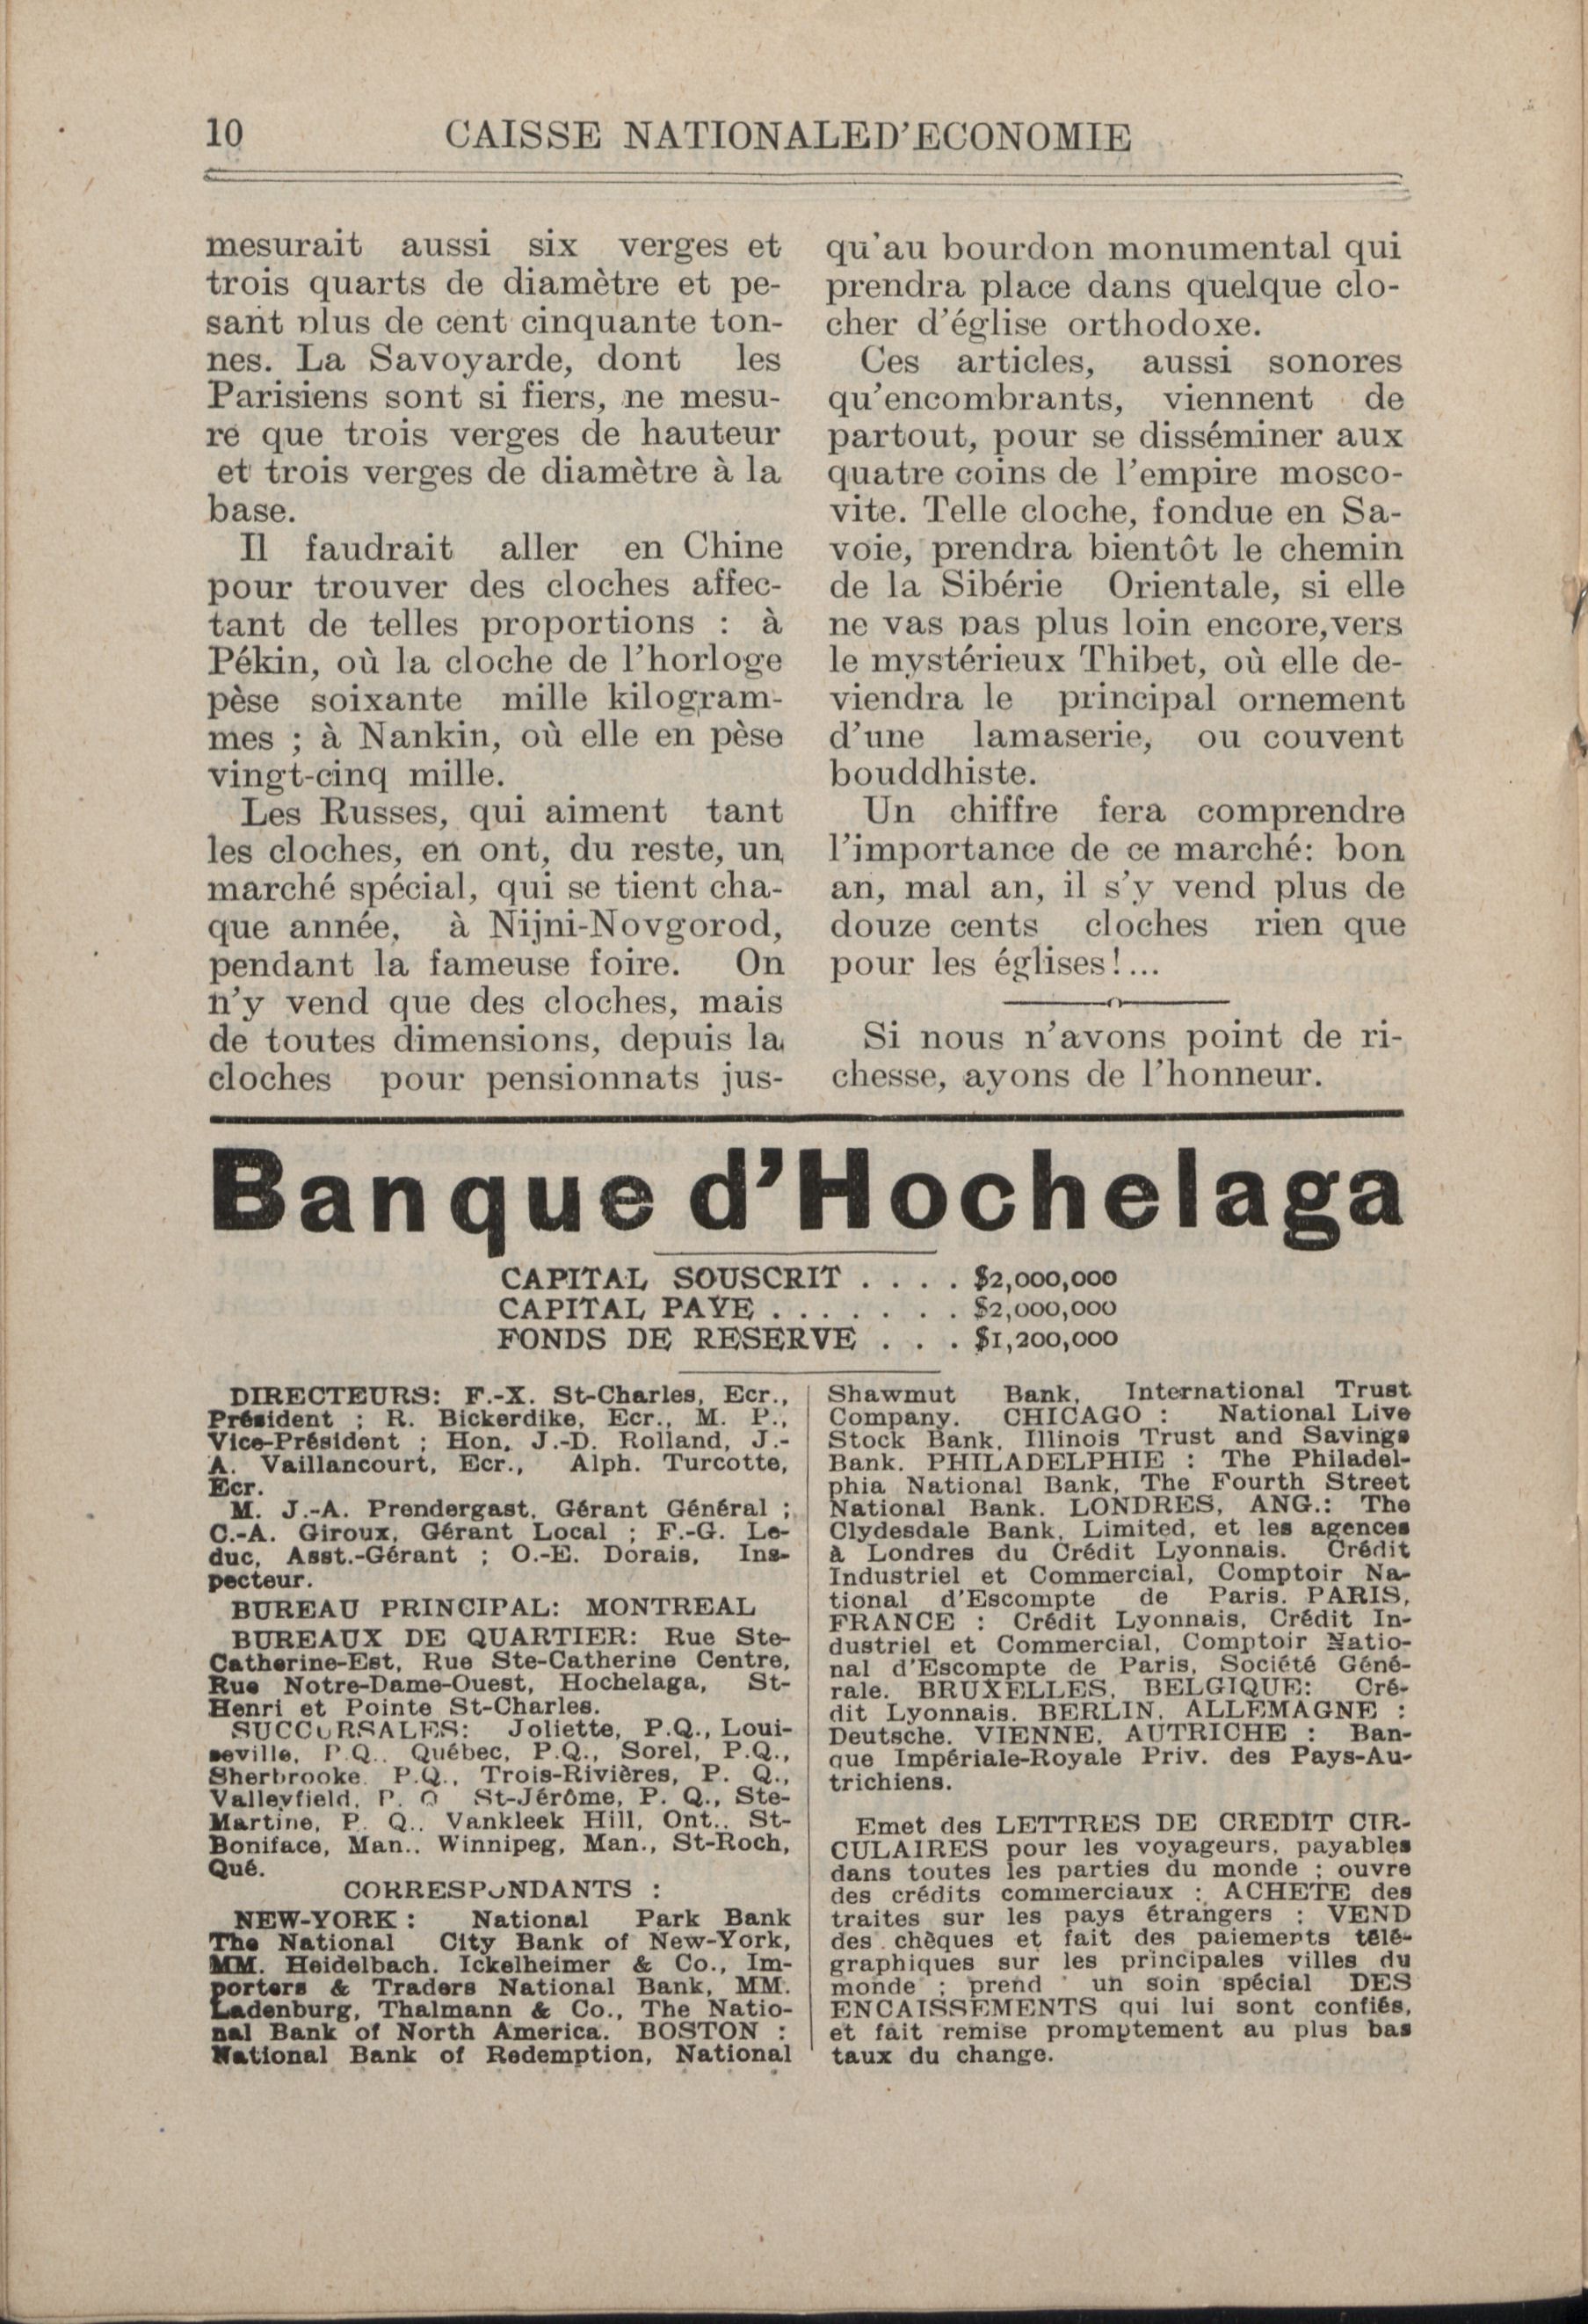 10
CAISSE NATIONALED'ECONOMIE
mesurait aussi six verges et
trois quarts de diamètre et pe-
sant plus de cent cinquante ton-
nes. La Savoyarde, dont les
Parisiens sont si fiers, ne mesu-
re que trois verges de hauteur
et trois verges de diamètre à la
base.
Il faudrait aller en Chine
pour trouver des cloches affec-
tant de telles proportions : à
Pékin, où la cloche de l'horloge
pèse soixante mille kilogram-
mes ; à Nankin, où elle en pèse
vingt-cinq mille.
Les Russes, qui aiment tant
les cloches, en ont, du reste, un
marché spécial, qui se tient cha-
que année, à Nijni-Novgorod,
pendant la fameuse foire. On
n'y vend que des cloches, mais
de toutes dimensions, depuis la
cloches pour pensionnats jus-
qu'au bourdon monumental qui
prendra place dans quelque clo-
cher d'église orthodoxe.
Ces articles, aussi sonores
qu'encombrants, viennent de
partout, pour se disséminer aux
quatre coins de l'empire mosco-
vite. Telle cloche, fondue en Sa-
voie, prendra bientôt le chemin
de la Sibérie Orientale, si elle
ne vas pas plus loin encore,vers
le mystérieux Thibet, où elle de-
viendra le principal ornement
d'une lamaserie, ou couvent
bouddhiste.
Un chiffre fera comprendre
l'importance de ce marché: bon
an, mal an, il s'y vend plus de
douze cents cloches rien que
pour les églises!...
Si nous n'avons point de ri-
chesse, ayons de l'honneur.
Banque d'Hochelaga
CAPITAL SOUSCRIT . . . . $2,000,000
CAPITAL PAYE . . . . . . . $2,000,000
FONDS DE RESERVE . . . $1,200,000
DIRECTEURS: F.-X. St-Charles, Ecr.,
Président ; R. Bickerdike, Ecr., M. P.,
Vice-Président ; Hon. J.-D. Rolland, J.-
A. Vaillancourt, Ecr., Alph. Turcotte,
Ecr.
M. J.-A. Prendergast, Gérant Général ;
C.-A. Giroux, Gérant Local ; F.-G. Le-
duc, Asst.-Gérant ; O.-E. Dorais, Ins-
pecteur.
BUREAU PRINCIPAL: MONTREAL
BUREAUX DE QUARTIER: Rue Ste-
Catherine-Est, Rue Ste-Catherine Centre,
Rue Notre-Dame-Ouest, Hochelaga, St-
Henri et Pointe St-Charles.
SUCCURSALES: Joliette, P.Q., Loui-
seville, P.Q.. Québec, P.Q., Sorel, P.Q.,
Sherbrooke. P.Q., Trois-Rivières, P. Q.,
Valleyfield, P. Q St-Jérôme, P. Q., Ste-
Martine, P. Q.. Vankleek Hill, Ont.. St-
Boniface, Man.. Winnipeg, Man., St-Roch,
Qué.
CORRESPONDANTS :
NEW-YORK : National Park Bank
The National City Bank of New-York,
MM. Heidelbach. Ickelheimer & Co., Im-
porters & Traders National Bank, MM.
Ladenburg, Thalmann & Co., The Natio-
nal Bank of North America. BOSTON :
National Bank of Redemption, National
Shawmut Bank, International Trust
Company. CHICAGO : National Live
Stock Bank, Illinois Trust and Savings
Bank. PHILADELPHIE : The Philadel-
phia National Bank, The Fourth Street
National Bank. LONDRES, ANG.: The
Clydesdale Bank, Limited, et les agences
à Londres du Crédit Lyonnais. Crédit
Industriel et Commercial, Comptoir Na-
tional d'Escompte de Paris. PARIS,
FRANCE : Crédit Lyonnais, Crédit In-
dustriel et Commercial, Comptoir Natio-
nal d'Escompte de Paris, Société Géné-
rale. BRUXELLES, BELGIQUE: Cré-
dit Lyonnais. BERLIN, ALLEMAGNE :
Deutsche. VIENNE, AUTRICHE : Ban-
que Impériale-Royale Priv. des Pays-Au-
trichiens.
Emet des LETTRES DE CREDIT CIR-
CULAIRES pour les voyageurs, payables
dans toutes les parties du monde ; ouvre
des crédits commerciaux : ACHETE des
traites sur les pays étrangers ; VEND
des chèques et fait des paiements télé-
graphiques sur les principales villes du
monde ; prend un soin spécial DES
ENCAISSEMENTS qui lui sont confiés,
et fait remise promptement au plus bas
taux du change.